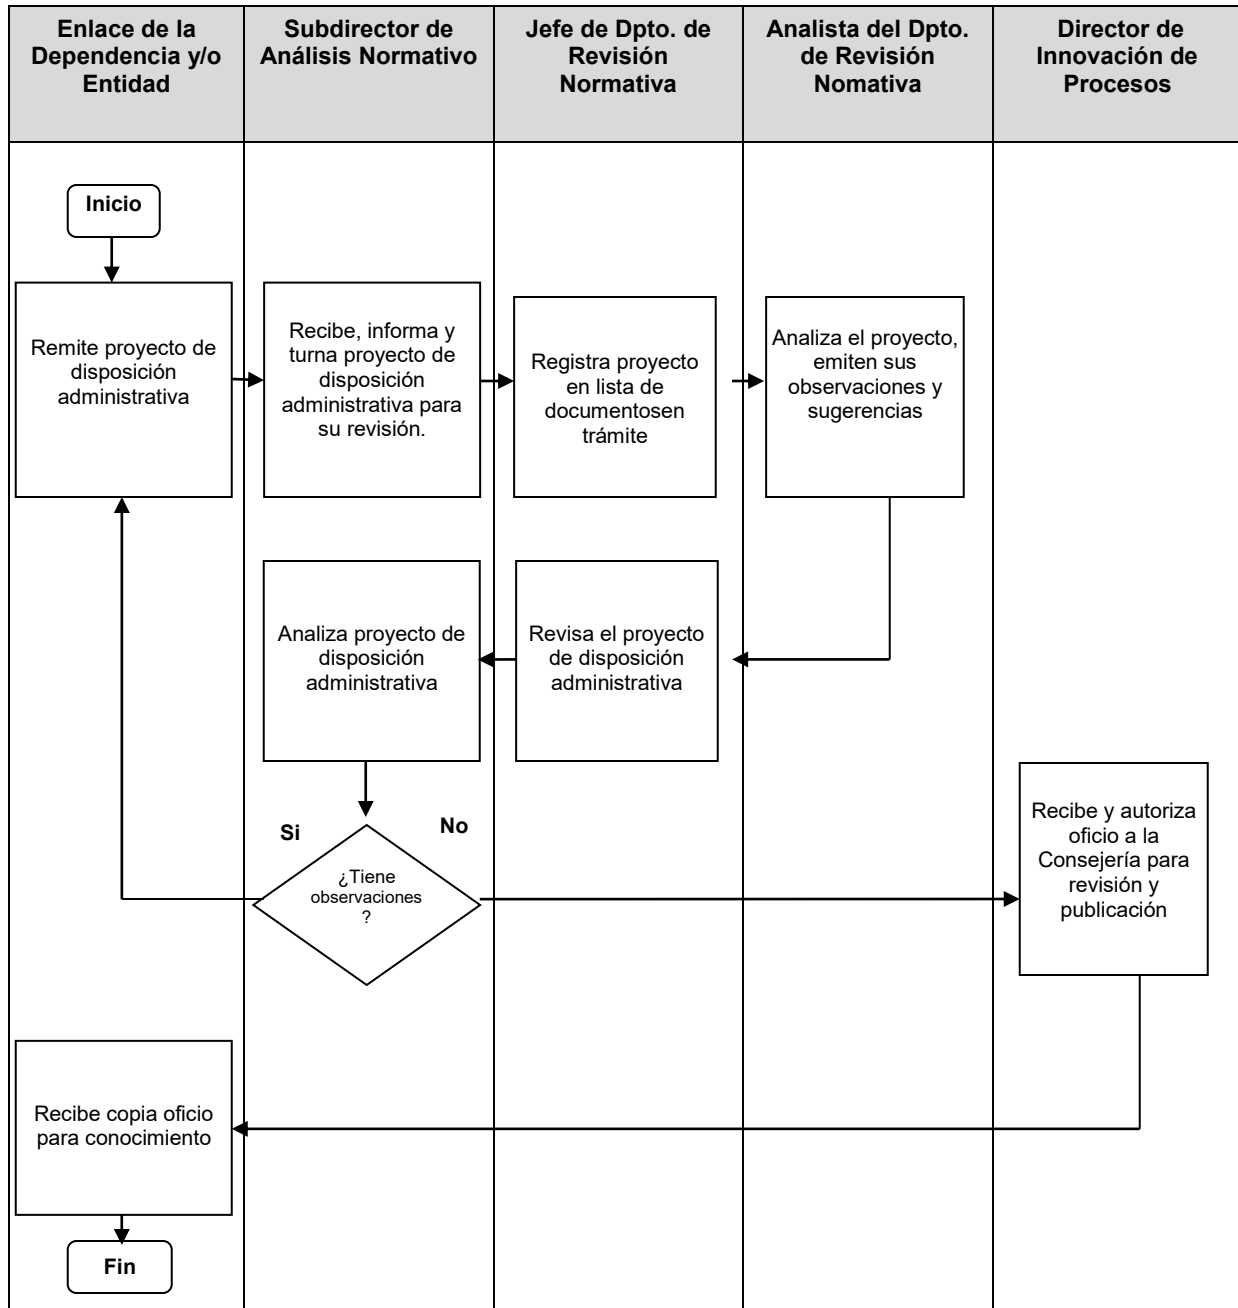 Enlace de la
Dependencia y/o
Entidad
Subdirector de
Análisis Normativo
Jefe de Dpto. de
Revisión
Normativa
Analista del Dpto.
de Revisión
Nomativa
Director de
Innovación de
Procesos
Inicio
Remite proyecto de
disposición
administrativa
Recibe, informa y
turna proyecto de
disposición
administrativa para
su revisión.
Registra proyecto
en lista de
documentosen
trámite
Analiza el proyecto,
emiten sus
observaciones y
sugerencias
Analiza proyecto de
disposición
administrativa
Revisa el proyecto
de disposición
administrativa
Si
No
¿Tiene
observaciones
?
Recibe y autoriza
oficio a la
Consejería para
revisión y
publicación
Recibe copia oficio
para conocimiento
Fin